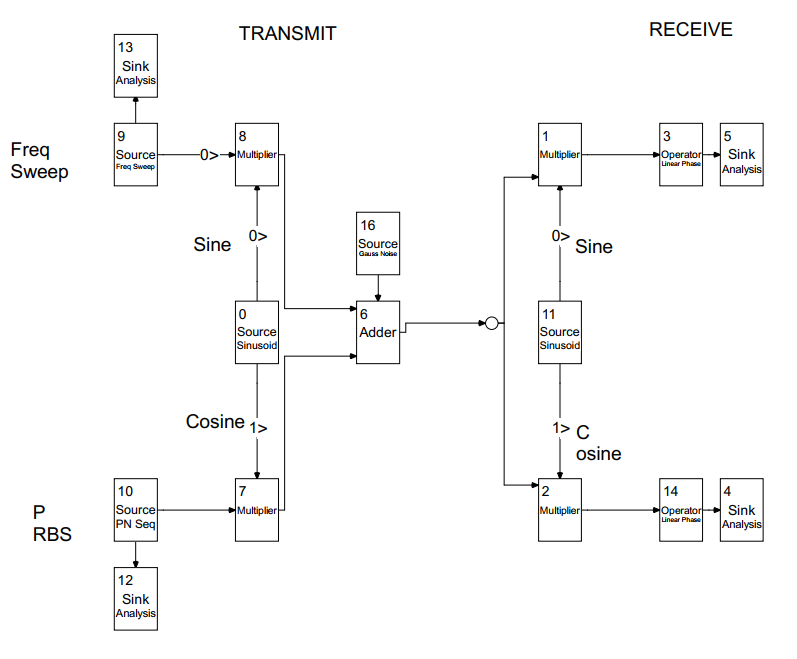 TRANSMIT
RECEIVE
13
Sink
Analysis
9
Source
Freq Sweep
0>
8
Multiplier
1
Multiplier
3
Operator
Linear Phase
5
Sink
Analysis
Freq
Sweep
Sine
0>
16
Source
Gauss Noise
0>
Sine
0
Source
Sinusoid
6
Adder
11
Source
Sinusoid
Cosine
1>
1>
C
osine
P
RBS
10
Source
PN Seq
7
Multiplier
2
Multiplier
14
Operator
Linear Phase
4
Sink
Analysis
12
Sink
Analysis